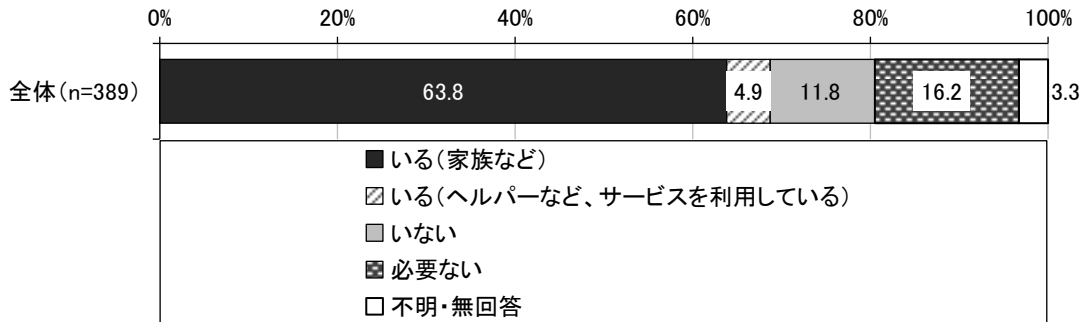 0% 20% 40% 60% 80% 100%
全体(n=389) 63.8 4.9 11.8 16.2 3.3
いる(家族など)
いる(ヘルパーなど、サービスを利用している)
いない
必要ない
不明・無回答